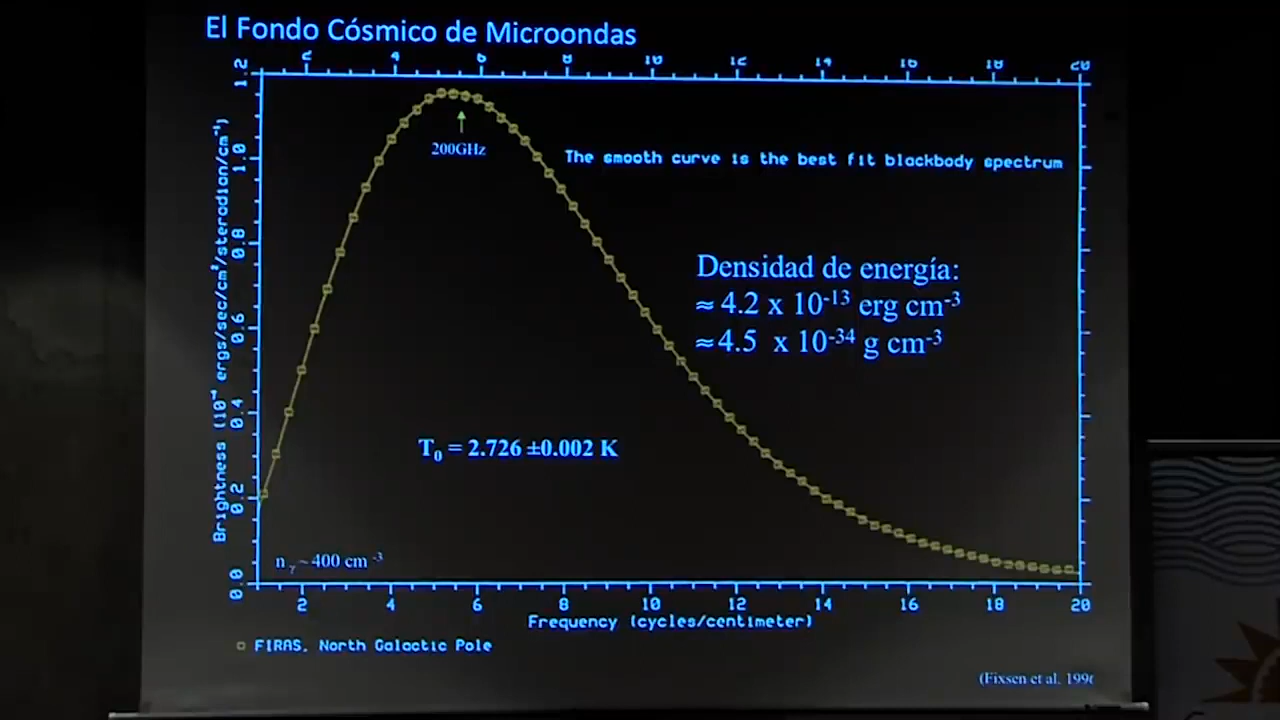 El Fondo Cósmico de Microondas
2 4 6 8 10 12 14 16 18 20
Brightness (10⁻⁴ ergs/sec/cm²/steradian/cm⁻¹)
1.2
1.0
0.8
0.6
0.4
0.2
0.0
200GHz
The smooth curve is the best fit blackbody spectrum
Densidad de energía:
≈ 4.2 x 10⁻¹³ erg cm⁻³
≈ 4.5 x 10⁻³⁴ g cm⁻³
T₀ = 2.726 ±0.002 K
n γ ~ 400 cm ⁻³
2 4 6 8 10 12 14 16 18 20
Frequency (cycles/centimeter)
FIRAS. North Galactic Pole
(Fixsen et al. 199